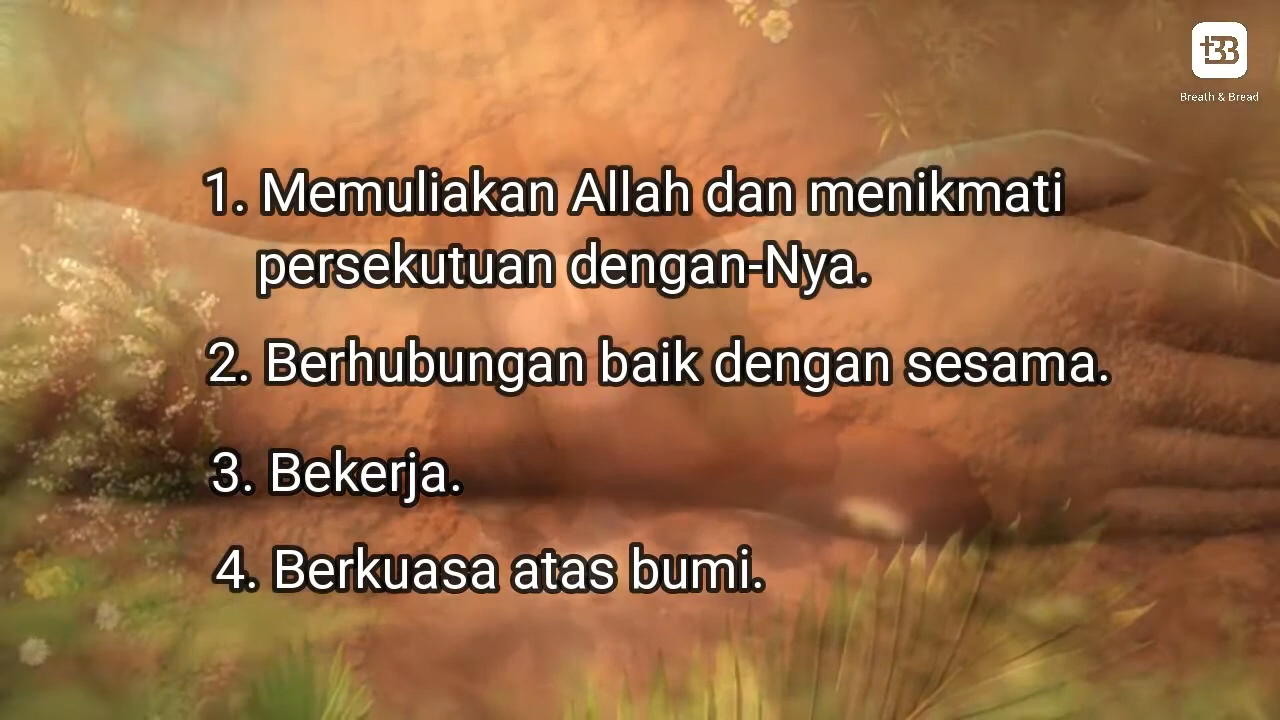 Breath & Bread
1. Memuliakan Allah dan menikmati
persekutuan dengan-Nya.
2. Berhubungan baik dengan sesama.
3. Bekerja.
4. Berkuasa atas bumi.